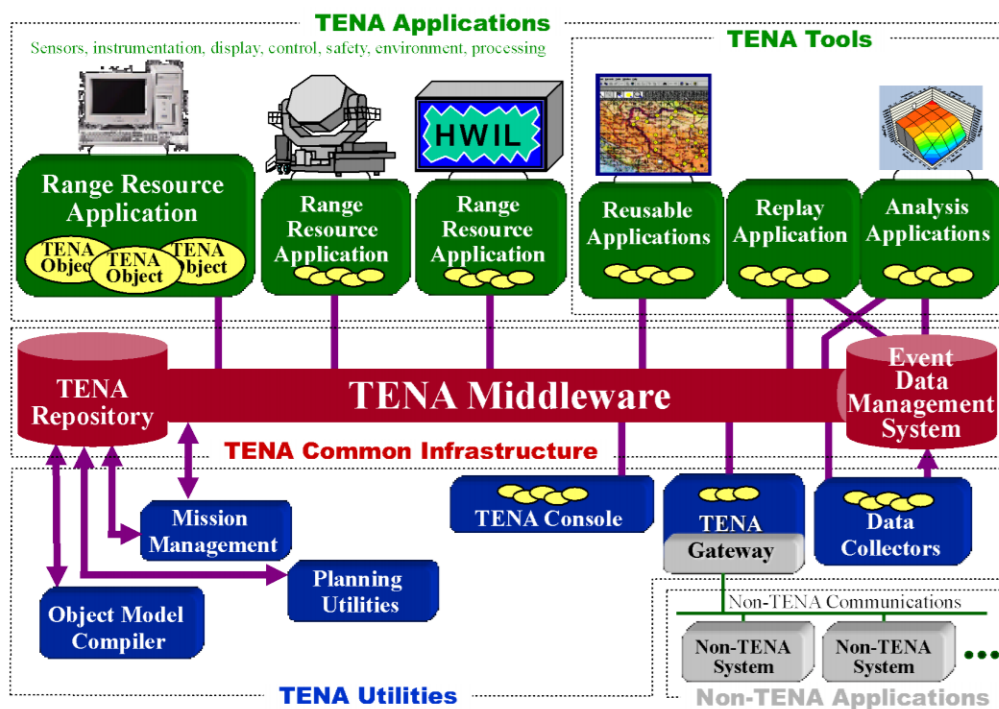 TENA Applications
Sensors, instrumentation, display, control, safety, environment, processing
TENA Tools
HWIL
Range Resource
Application
TENA
Object
TENA
Object
TENA
Object
Range
Resource
Application
Range
Resource
Application
Reusable
Applications
Replay
Application
Analysis
Applications
TENA
Repository
TENA Middleware
Event
Data
Management
System
TENA Common Infrastructure
Mission
Management
Object Model
Compiler
Planning
Utilities
TENA Console
TENA
Gateway
Data
Collectors
Non-TENA Communications
Non-TENA
System
Non-TENA
System
TENA Utilities
Non-TENA Applications